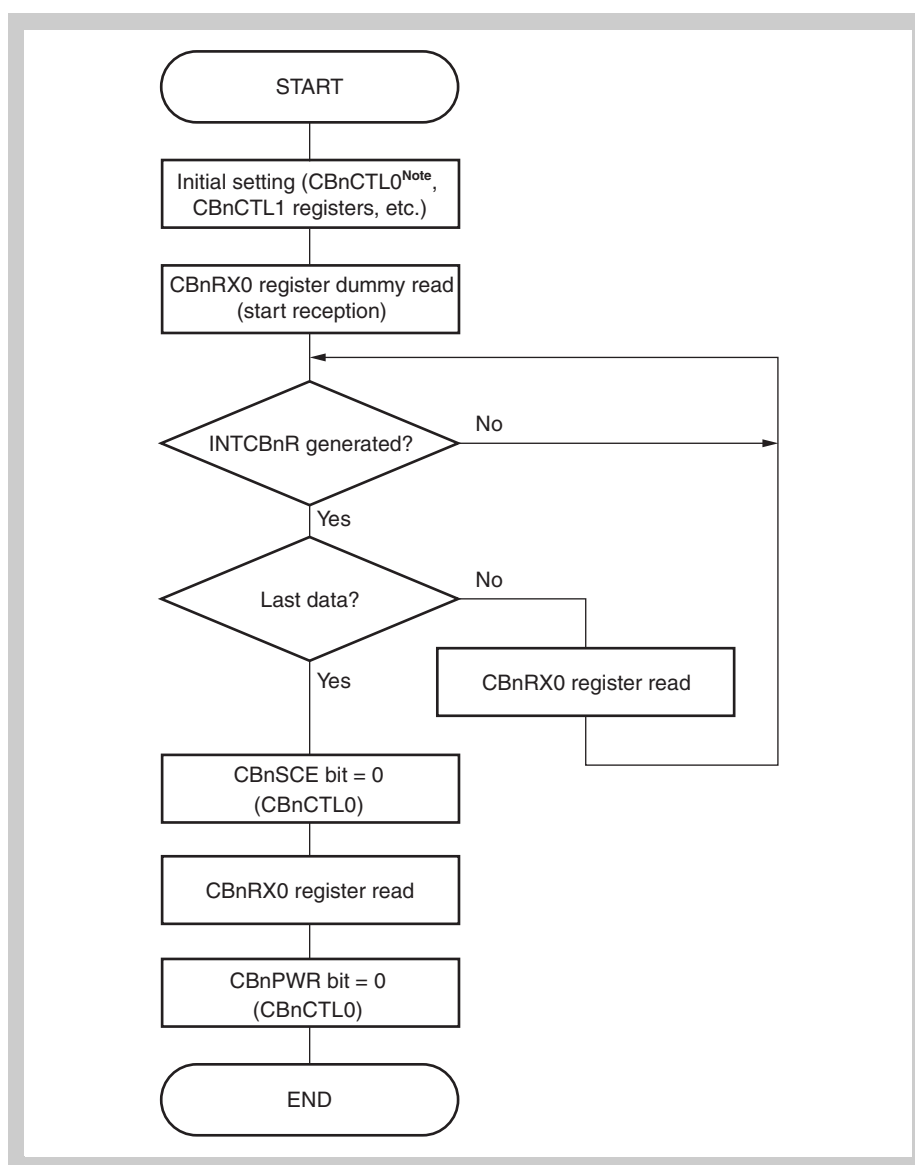 START
Initial setting (CBnCTL0Note,
CBnCTL1 registers, etc.)
CBnRX0 register dummy read
(start reception)
INTCBnR generated?
No
Yes
Last data?
No
CBnRX0 register read
Yes
CBnSCE bit = 0
(CBnCTL0)
CBnRX0 register read
CBnPWR bit = 0
(CBnCTL0)
END